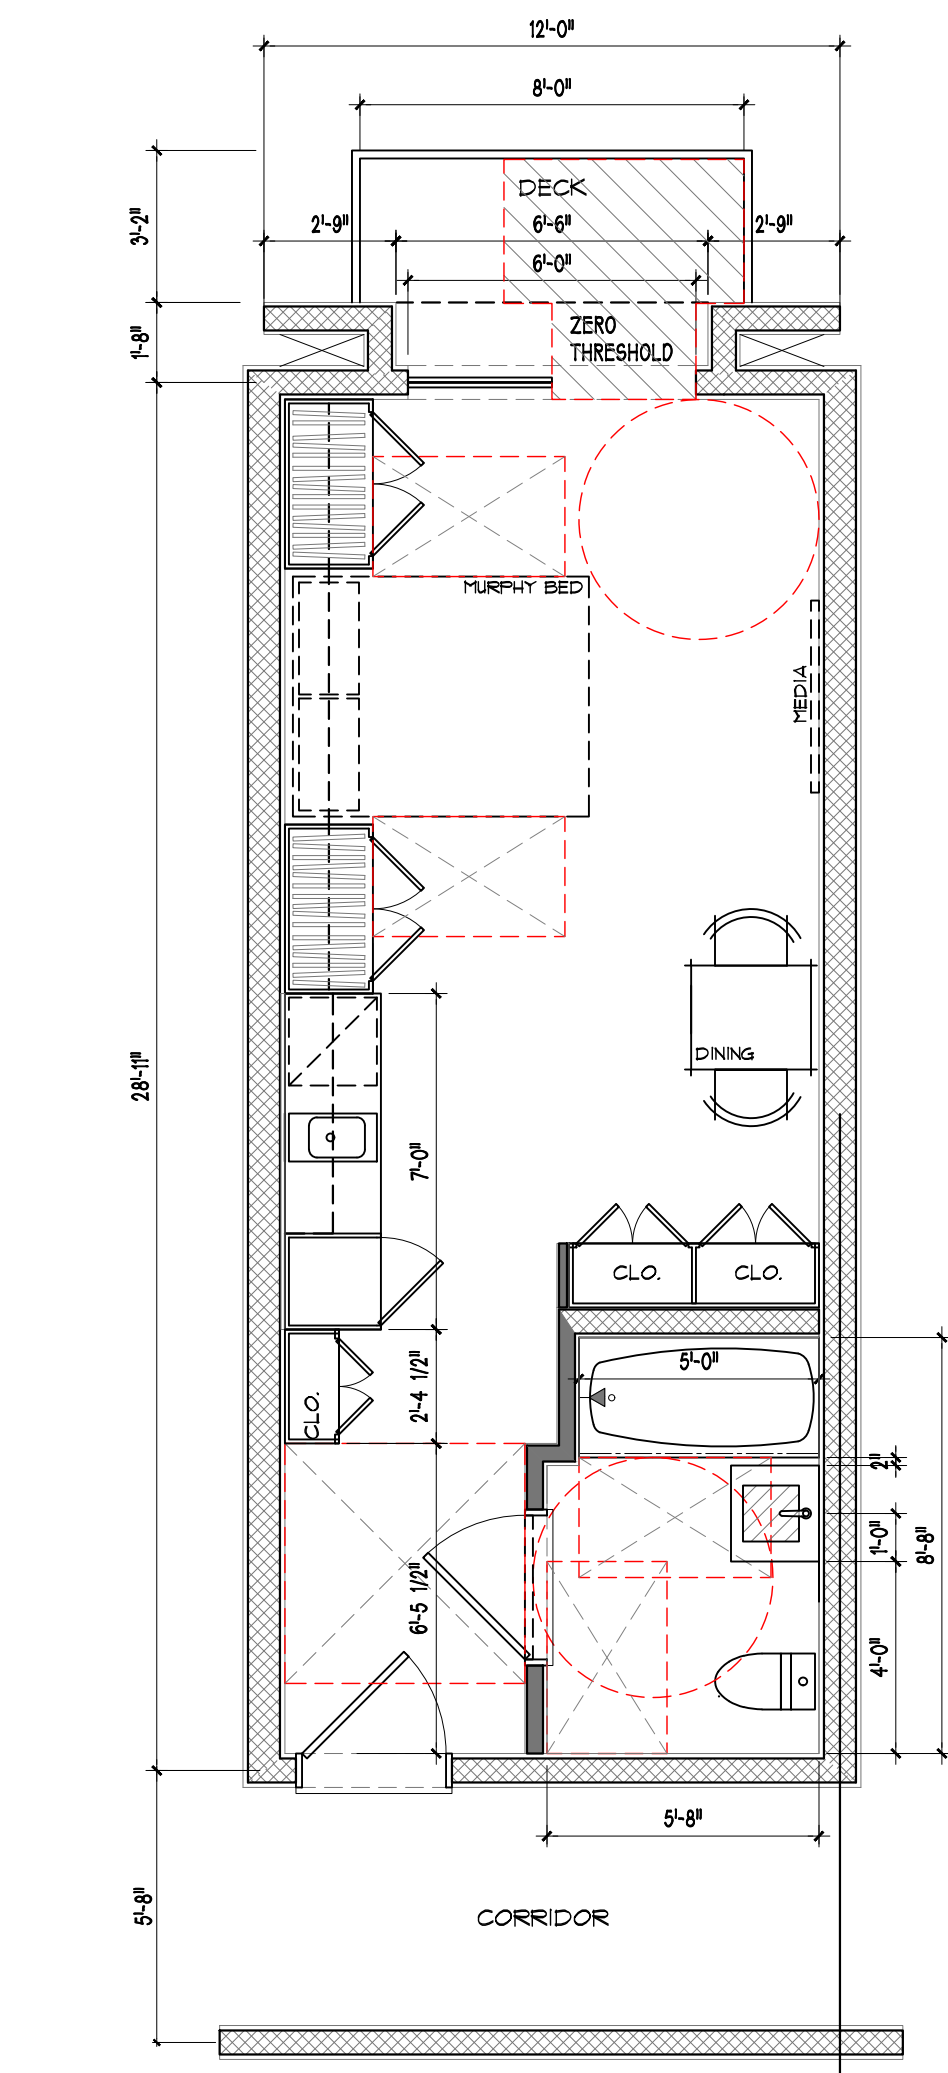 12'-0"
8'-0"
DECK
3'-2"
2'-9"
6'-6"
2'-9"
6'-0"
1'-8"
ZERO
THRESHOLD
MURPHY BED
MEDIA
DINING
28'-11"
7'-0"
CLO.
CLO.
5'-0"
2'-4 1/2"
CLO.
2"
1'-0"
8'-8"
6'-5 1/2"
4'-0"
5'-8"
5'-8"
CORRIDOR